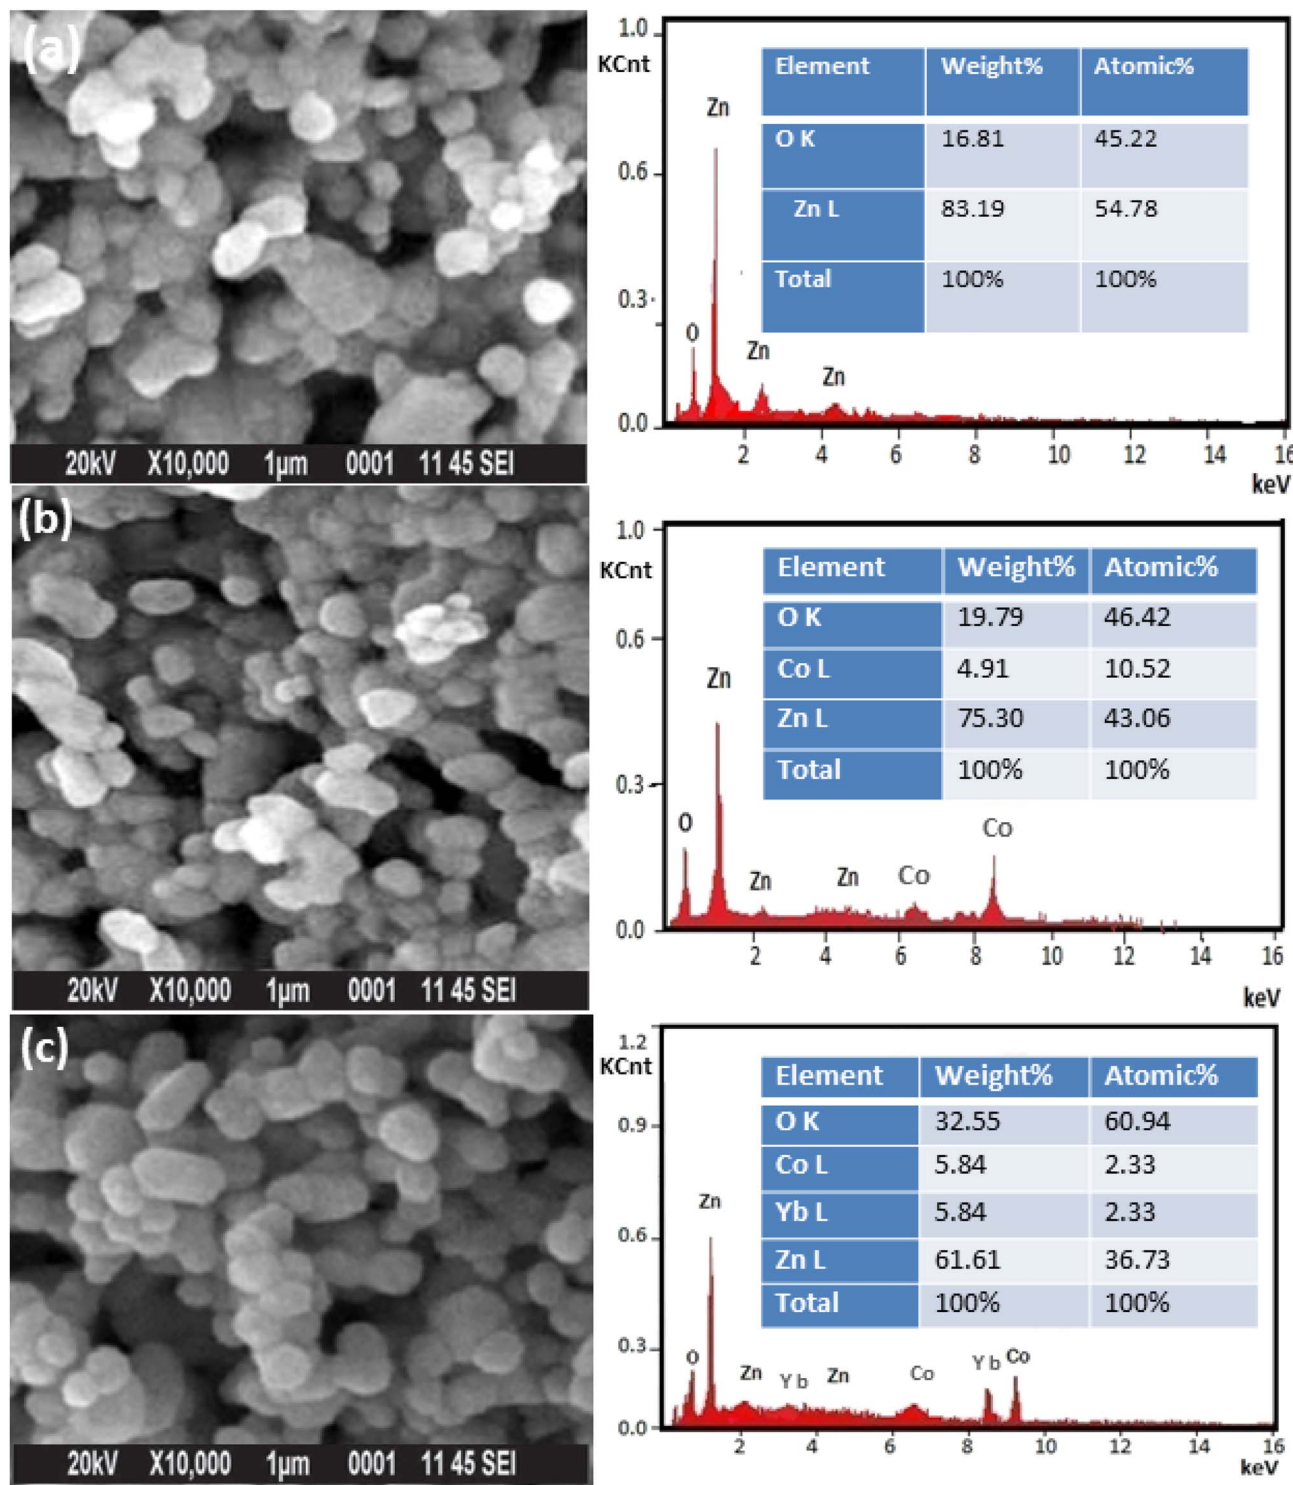 (a)
20kV X10,000 1µm 0001 11 45 SEI
1.0
KCnt
0.6
0.3
0.0
Zn
O
Zn
Zn
Element Weight% Atomic%
O K 16.81 45.22
Zn L 83.19 54.78
Total 100% 100%
2 4 6 8 10 12 14 16
keV
(b)
20kV X10,000 1µm 0001 11 45 SEI
1.0
KCnt
0.6
0.3
0.0
Zn
O
Zn
Zn
Co
Co
Element Weight% Atomic%
O K 19.79 46.42
Co L 4.91 10.52
Zn L 75.30 43.06
Total 100% 100%
2 4 6 8 10 12 14 16
keV
(c)
20kV X10,000 1µm 0001 11 45 SEI
1.2
KCnt
0.9
0.6
0.3
0.0
Zn
O
Zn
Yb
Zn
Co
Yb
Co
Element Weight% Atomic%
O K 32.55 60.94
Co L 5.84 2.33
Yb L 5.84 2.33
Zn L 61.61 36.73
Total 100% 100%
2 4 6 8 10 12 14 16
keV